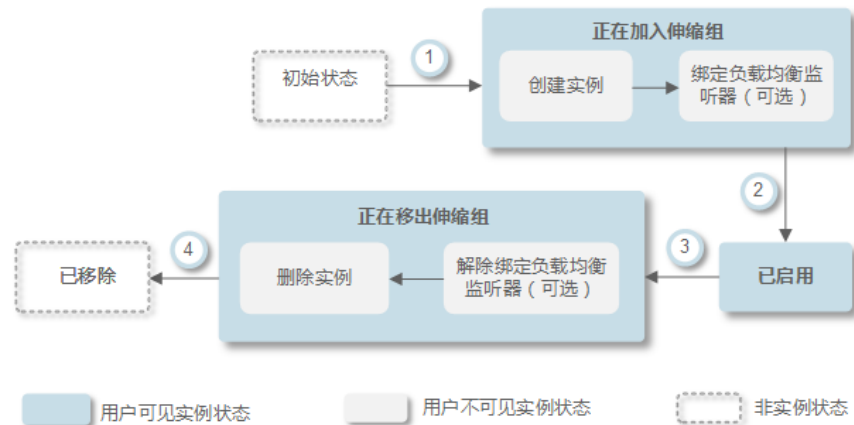 正在加入伸缩组
1
初始状态
创建实例
绑定负载均衡监
听器（可选）
2
正在移出伸缩组
4
3
已移除
删除实例
解除绑定负载均衡
监听器（可选）
已启用
用户可见实例状态
用户不可见实例状态
非实例状态